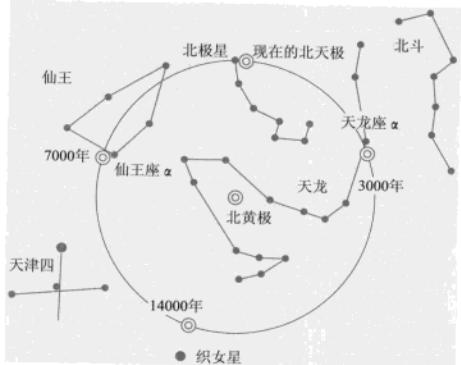 北极星
现在的北天极
北斗
仙王
天龙座 α
7000年
仙王座 α
天龙
3000年
北黄极
天津四
14000年
织女星